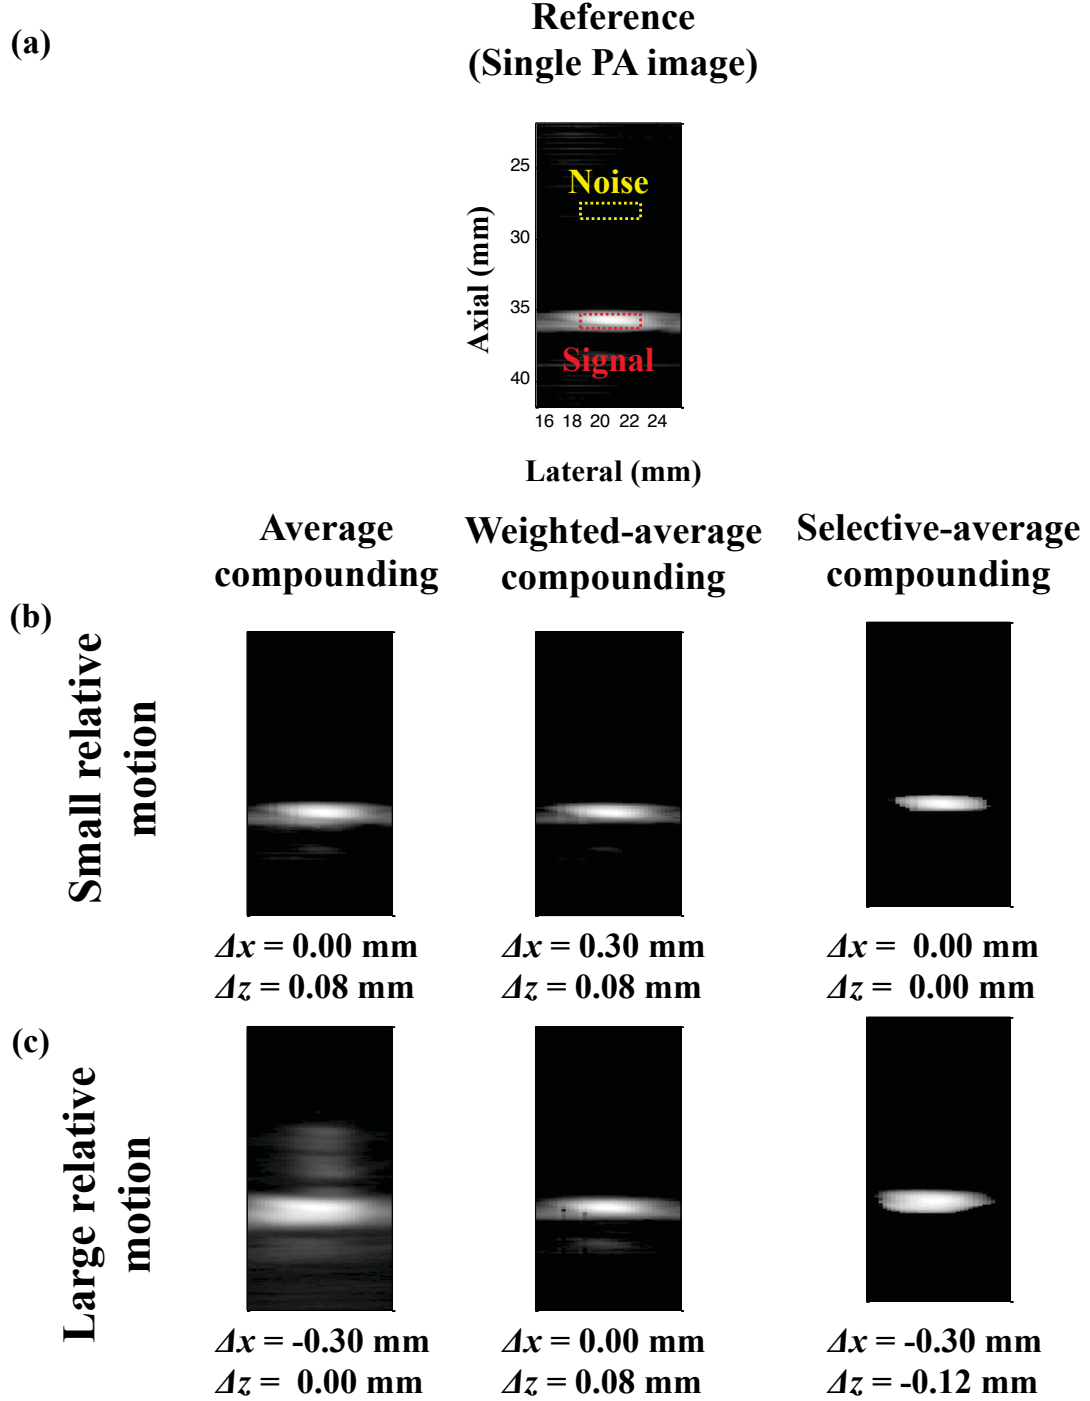 (a)
Reference
(Single PA image)
25
30
35
40
Axial (mm)
Noise
Signal
16 18 20 22 24
Lateral (mm)
Average
compounding
Weighted-average
compounding
Selective-average
compounding
(b)
Small relative
motion
Δx = 0.00 mm
Δz = 0.08 mm
Δx = 0.30 mm
Δz = 0.08 mm
Δx = 0.00 mm
Δz = 0.00 mm
(c)
Large relative
motion
Δx = -0.30 mm
Δz = 0.00 mm
Δx = 0.00 mm
Δz = 0.08 mm
Δx = -0.30 mm
Δz = -0.12 mm